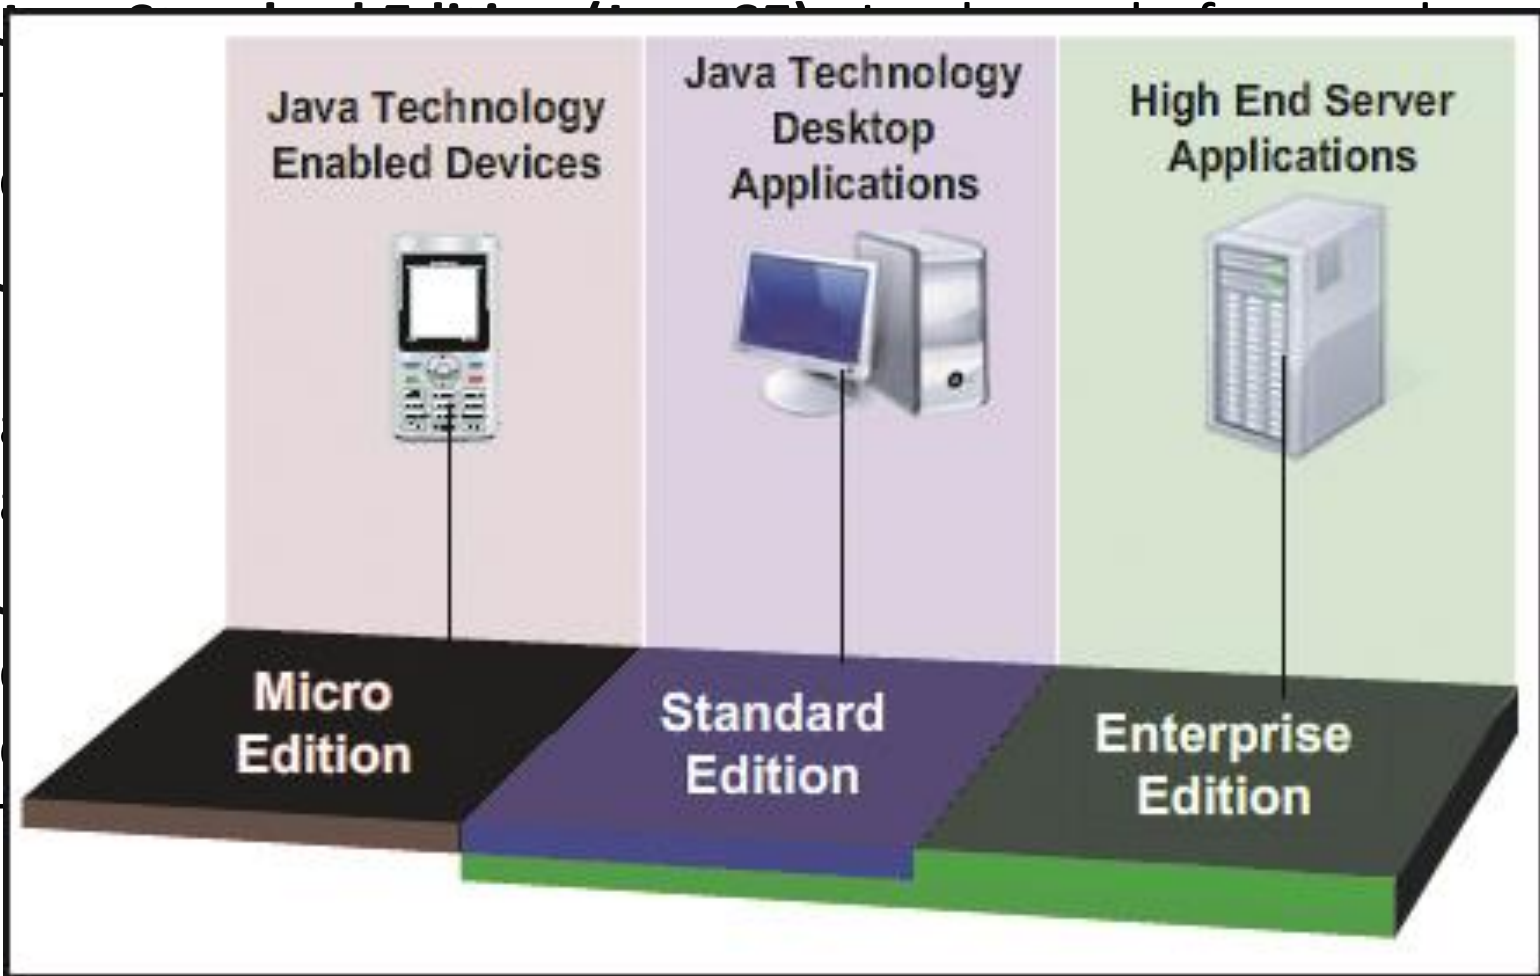 Java Technology
Enabled Devices
Java Technology
Desktop
Applications
High End Server
Applications
Micro
Edition
Standard
Edition
Enterprise
Edition